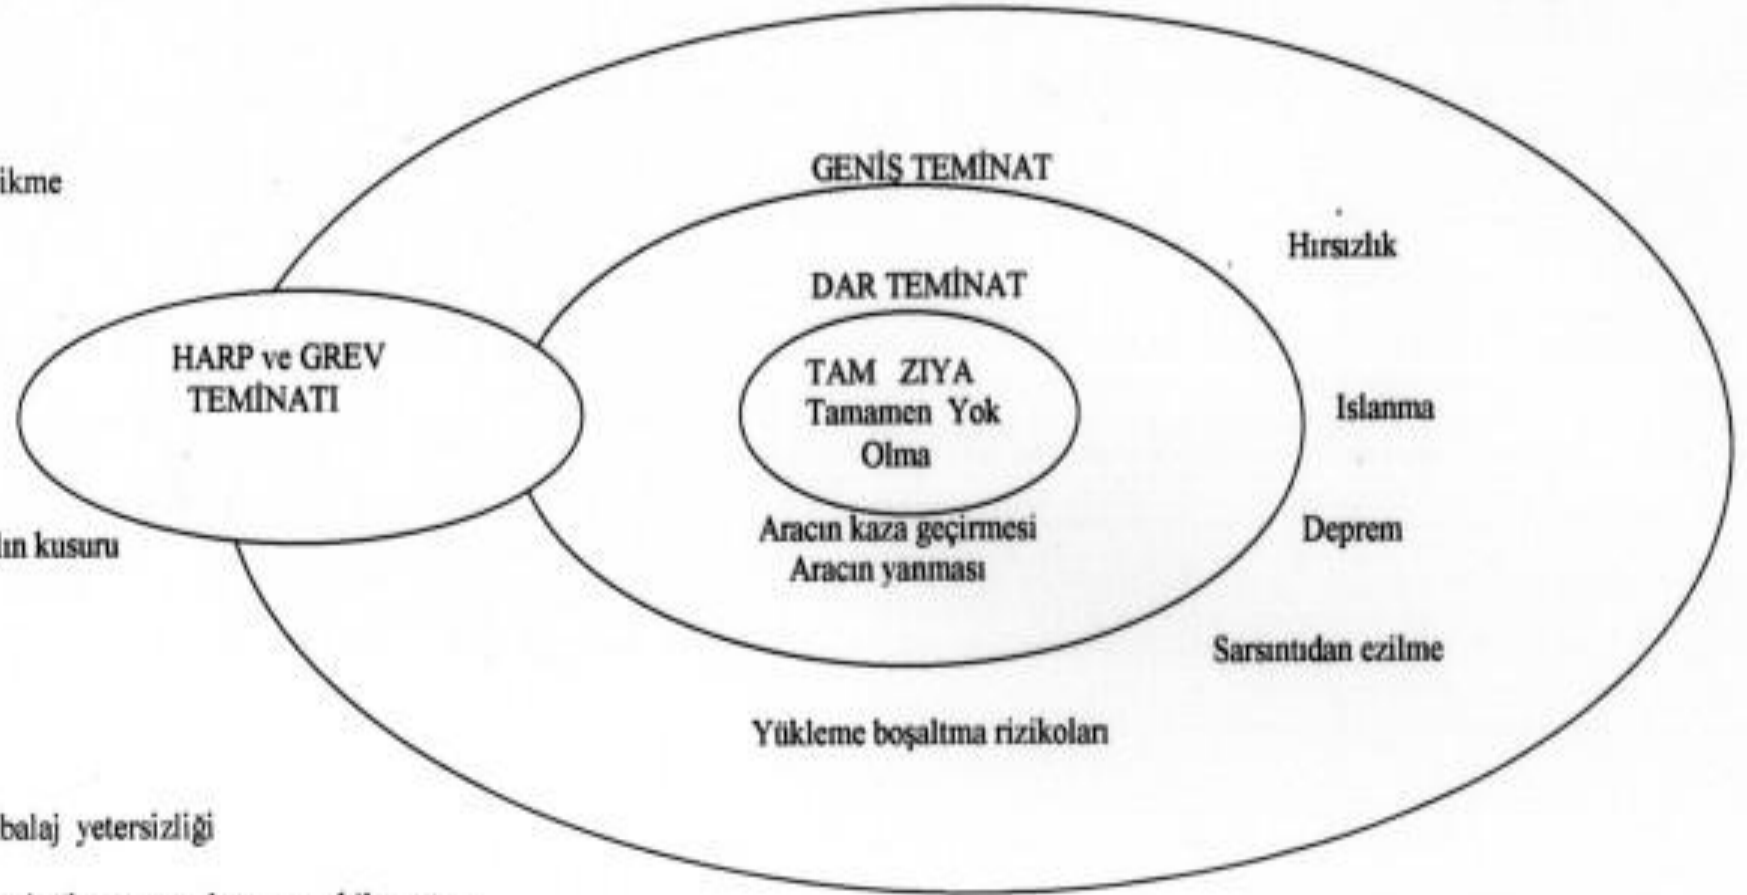 ikme
GENİŞ TEMİNAT
Hırsızlık
DAR TEMİNAT
HARP ve GREV
TEMİNATI
TAM ZIYA
Tamamen Yok
Olma
Islanma
Aracın kaza geçirmesi
Aracın yanması
Deprem
lın kusuru
Sarsıntıdan ezilme
Yükleme boşaltma rizikoları
balaj yetersizliği